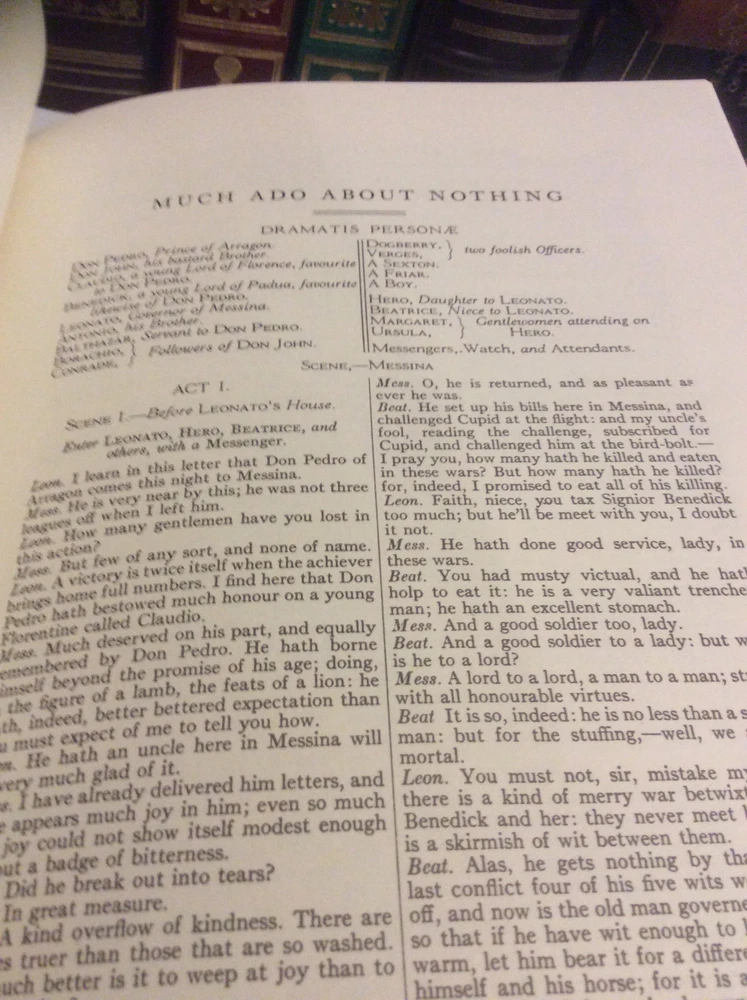 MUCH ADO ABOUT NOTHING
DRAMATIS PERSONÆ
DON PEDRO, Prince of Arragon.
DON JOHN, his bastard Brother.
CLAUDIO, a young Lord of Florence, favourite
to DON PEDRO.
BENEDICK, a young Lord of Padua, favourite
likewise of DON PEDRO.
LEONATO, Governor of Messina.
ANTONIO, his Brother.
BALTHAZAR, Servant to DON PEDRO.
BORACHIO, } Followers of DON JOHN.
CONRADE, }
DOGBERRY, } two foolish Officers.
VERGES, }
A SEXTON.
A FRIAR.
A BOY.
HERO, Daughter to LEONATO.
BEATRICE, Niece to LEONATO.
MARGARET, } Gentlewomen attending on
URSULA, } HERO.
Messengers, Watch, and Attendants.
SCENE,—MESSINA
ACT I.
SCENE I.—Before LEONATO'S House.
Enter LEONATO, HERO, BEATRICE, and
others, with a Messenger.
Leon. I learn in this letter that Don Pedro of
Arragon comes this night to Messina.
Mess. He is very near by this; he was not three
leagues off when I left him.
Leon. How many gentlemen have you lost in
this action?
Mess. But few of any sort, and none of name.
Leon. A victory is twice itself when the achiever
brings home full numbers. I find here that Don
Pedro hath bestowed much honour on a young
Florentine called Claudio.
Mess. Much deserved on his part, and equally
emembered by Don Pedro. He hath borne
imself beyond the promise of his age; doing,
the figure of a lamb, the feats of a lion: he
th, indeed, better bettered expectation than
u must expect of me to tell you how.
n. He hath an uncle here in Messina will
very much glad of it.
s. I have already delivered him letters, and
e appears much joy in him; even so much
joy could not show itself modest enough
out a badge of bitterness.
Did he break out into tears?
In great measure.
A kind overflow of kindness. There are
es truer than those that are so washed.
uch better is it to weep at joy than to
Mess. O, he is returned, and as pleasant as
ever he was.
Beat. He set up his bills here in Messina, and
challenged Cupid at the flight: and my uncle's
fool, reading the challenge, subscribed for
Cupid, and challenged him at the bird-bolt.—
I pray you, how many hath he killed and eaten
in these wars? But how many hath he killed?
for, indeed, I promised to eat all of his killing.
Leon. Faith, niece, you tax Signior Benedick
too much; but he'll be meet with you, I doubt
it not.
Mess. He hath done good service, lady, in
these wars.
Beat. You had musty victual, and he hath
holp to eat it: he is a very valiant trenche
man; he hath an excellent stomach.
Mess. And a good soldier too, lady.
Beat. And a good soldier to a lady: but w
is he to a lord?
Mess. A lord to a lord, a man to a man; st
with all honourable virtues.
Beat It is so, indeed: he is no less than a s
man: but for the stuffing,—well, we
mortal.
Leon. You must not, sir, mistake my
there is a kind of merry war betwixt
Benedick and her: they never meet b
is a skirmish of wit between them.
Beat. Alas, he gets nothing by tha
last conflict four of his five wits w
off, and now is the old man governe
so that if he have wit enough to k
warm, let him bear it for a differe
himself and his horse; for it is a